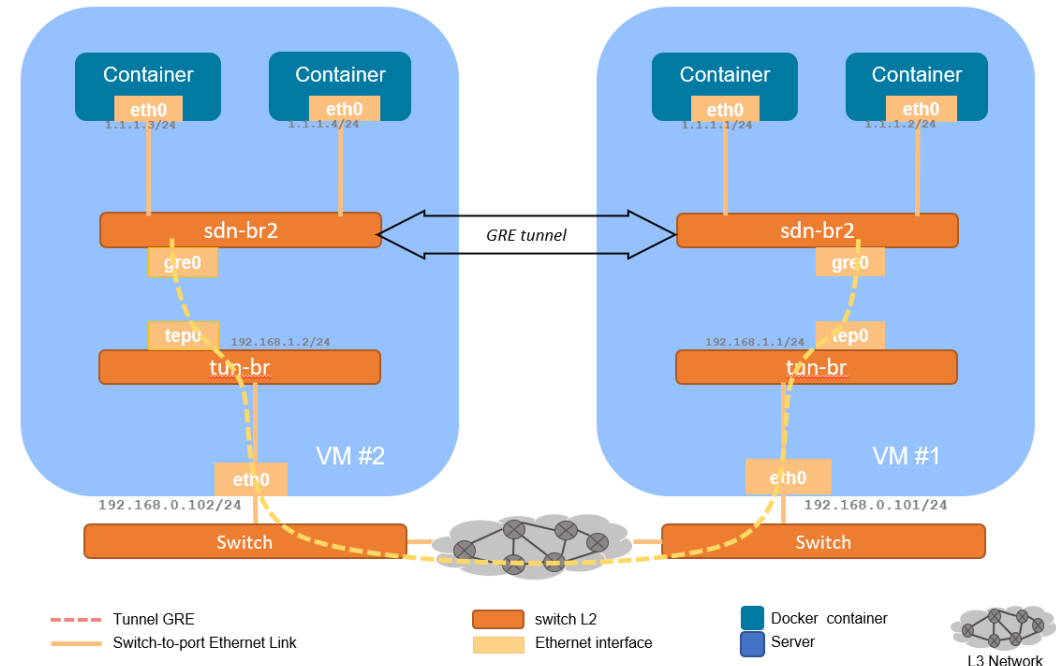 Container
Container
Container
Container
eth0
eth0
eth0
eth0
1.1.1.3/24
1.1.1.4/24
1.1.1.1/24
1.1.1.2/24
sdn-br2
GRE tunnel
sdn-br2
gre0
gre0
tep0
192.168.1.2/24
192.168.1.1/24
tep0
tun-br
tun-br
VM #2
VM #1
eth0
eth0
192.168.0.102/24
192.168.0.101/24
Switch
Switch
Tunnel GRE
switch L2
Docker container
Switch-to-port Ethernet Link
Ethernet interface
Server
L3 Network